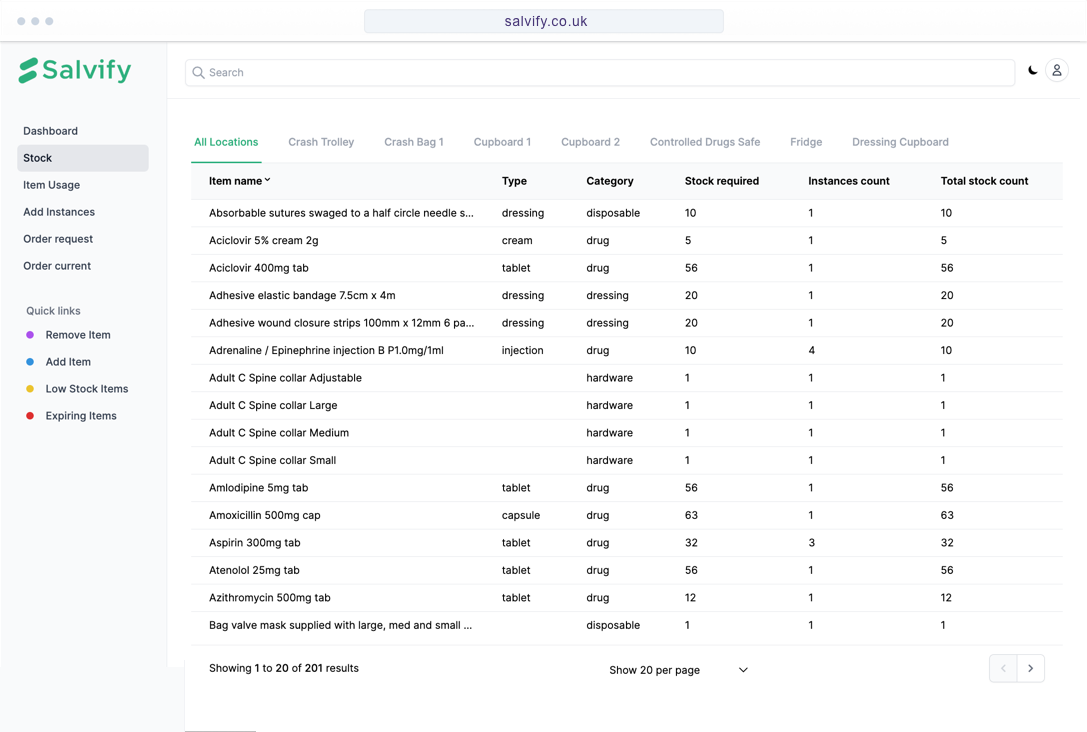 salvify.co.uk
Salvify
Search
Dashboard
Stock
Item Usage
Add Instances
Order request
Order current
Quick links
Remove Item
Add Item
Low Stock Items
Expiring Items
All Locations Crash Trolley Crash Bag 1 Cupboard 1 Cupboard 2 Controlled Drugs Safe Fridge Dressing Cupboard
Item name Type Category Stock required Instances count Total stock count
Absorbable sutures swaged to a half circle needle s... dressing disposable 10 1 10
Aciclovir 5% cream 2g cream drug 5 1 5
Aciclovir 400mg tab tablet drug 56 1 56
Adhesive elastic bandage 7.5cm x 4m dressing dressing 20 1 20
Adhesive wound closure strips 100mm x 12mm 6 pa... dressing dressing 20 1 20
Adrenaline / Epinephrine injection B P1.0mg/1ml injection drug 10 4 10
Adult C Spine collar Adjustable hardware 1 1 1
Adult C Spine collar Large hardware 1 1 1
Adult C Spine collar Medium hardware 1 1 1
Adult C Spine collar Small hardware 1 1 1
Amlodipine 5mg tab tablet drug 56 1 56
Amoxicillin 500mg cap capsule drug 63 1 63
Aspirin 300mg tab tablet drug 32 3 32
Atenolol 25mg tab tablet drug 56 1 56
Azithromycin 500mg tab tablet drug 12 1 12
Bag valve mask supplied with large, med and small ... disposable 1 1 1
Showing 1 to 20 of 201 results
Show 20 per page